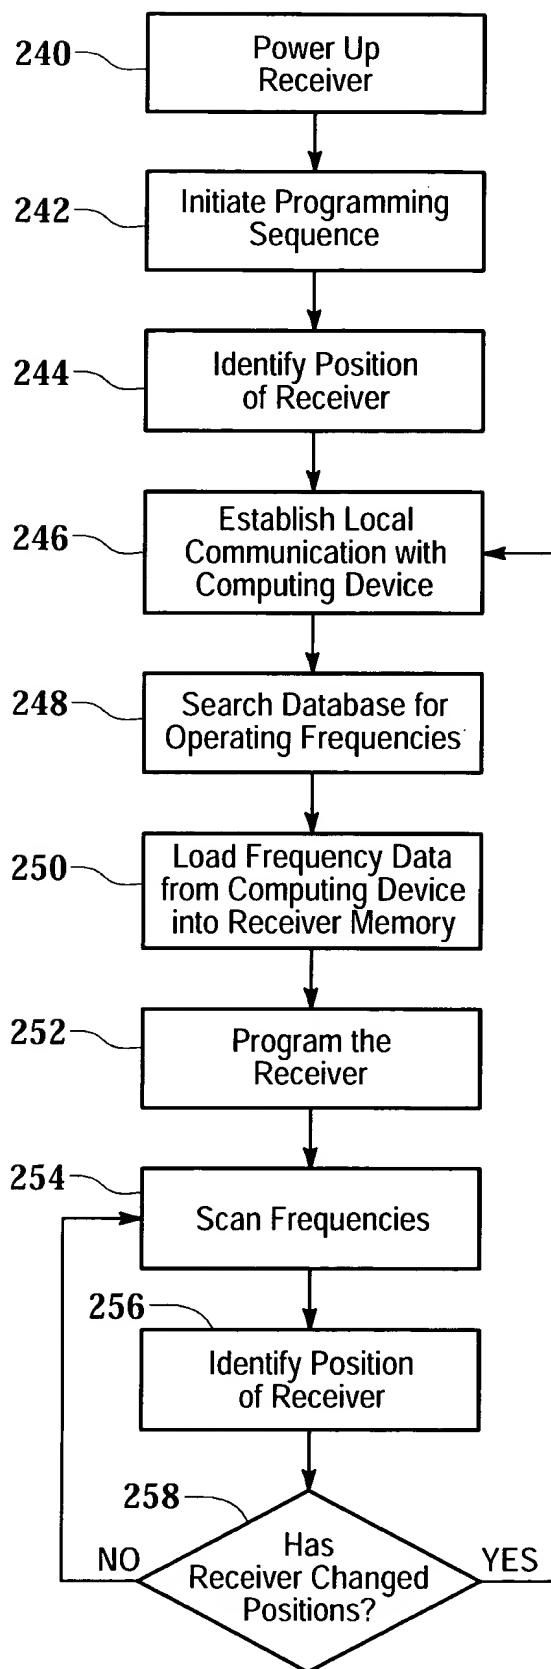 240
Power Up
Receiver
242
Initiate Programming
Sequence
244
Identify Position
of Receiver
246
Establish Local
Communication with
Computing Device
248
Search Database for
Operating Frequencies
250
Load Frequency Data
from Computing Device
into Receiver Memory
252
Program the
Receiver
254
Scan Frequencies
256
Identify Position
of Receiver
258
Has
Receiver Changed
Positions?
NO
YES